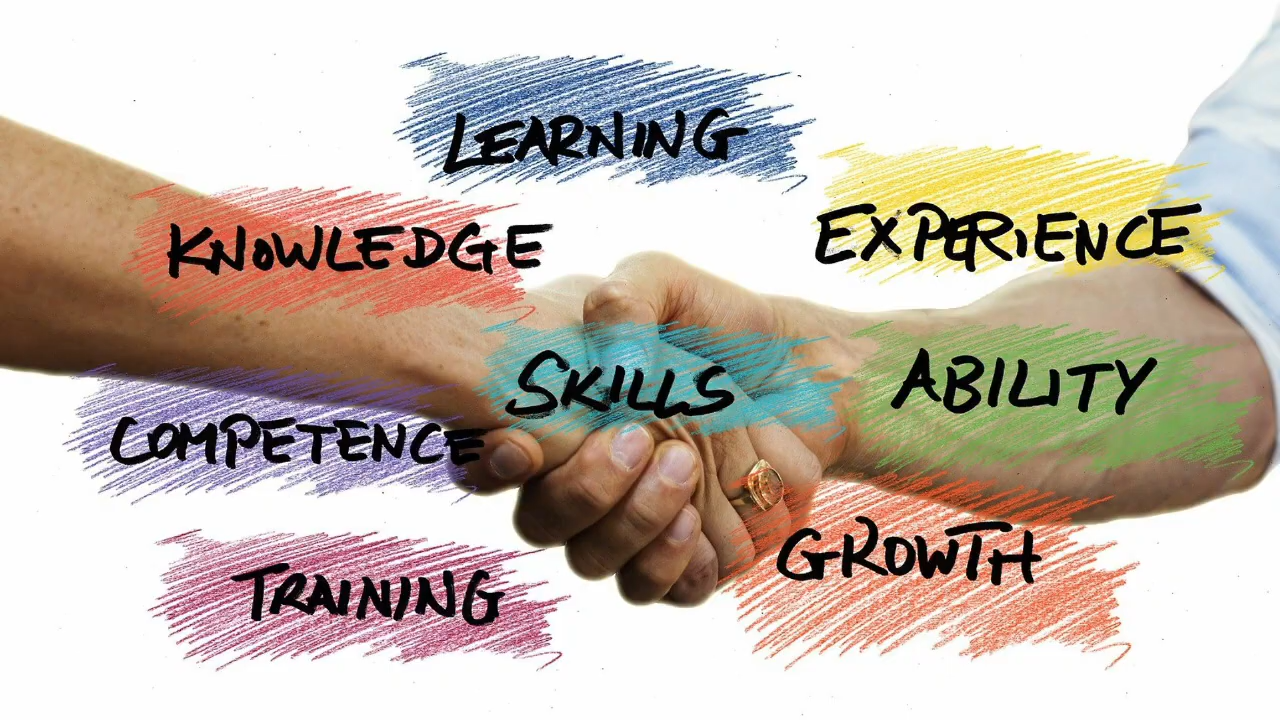 LEARNING
KNOWLEDGE
EXPERIENCE
SKILLS
ABILITY
COMPETENCE
GROWTH
TRAINING